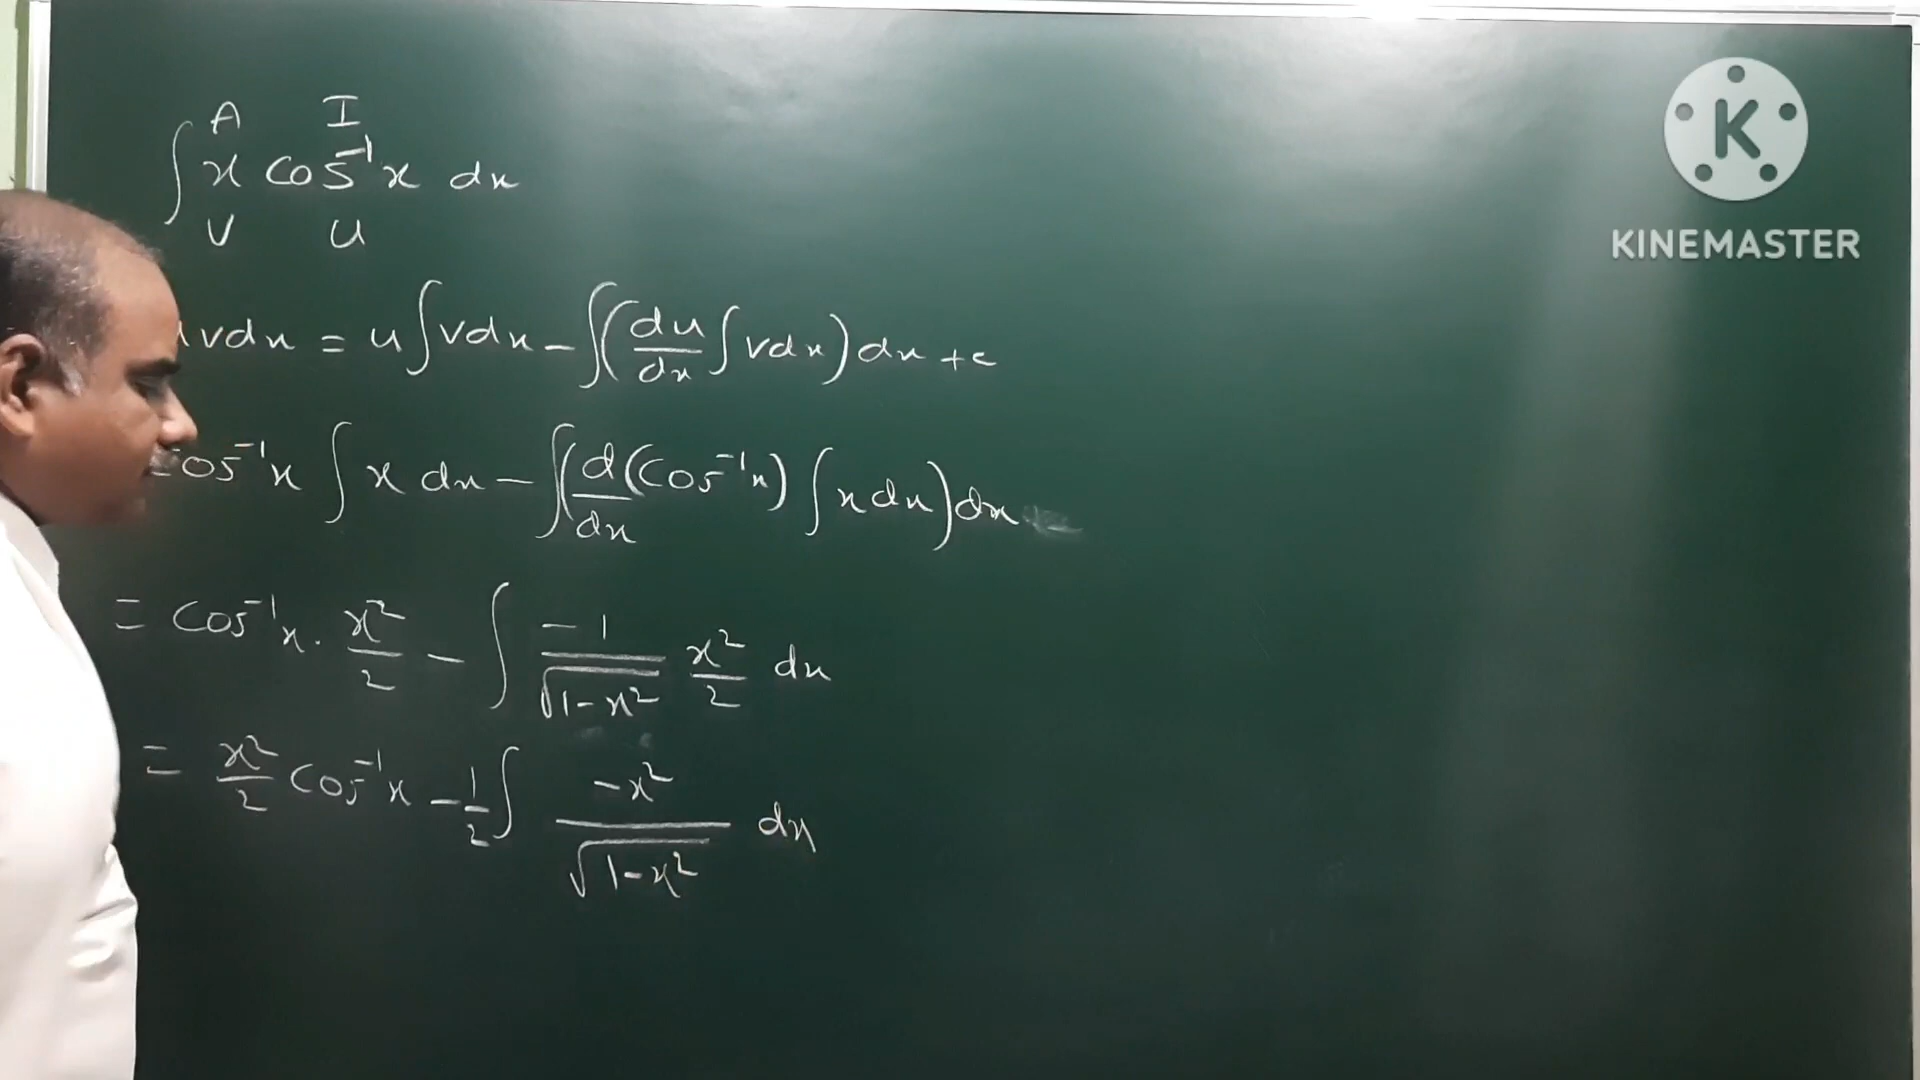 A I
∫ x cos⁻¹x dx
V U
vdx = u∫vdx - ∫(du/dx ∫vdx)dx + c
cos⁻¹x ∫ x dx - ∫(d/dx (cos⁻¹x) ∫xdx)dx
= cos⁻¹x · x²/2 - ∫ -1/√(1-x²) x²/2 dx
= x²/2 cos⁻¹x - 1/2 ∫ -x²/√(1-x²) dx
K
KINEMASTER